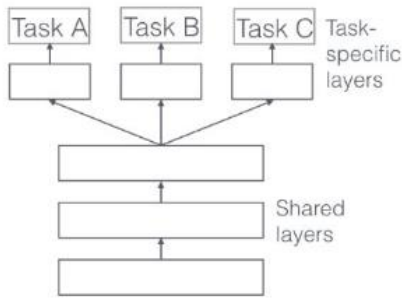 Task A Task B Task C Task-
specific
layers
Shared
layers